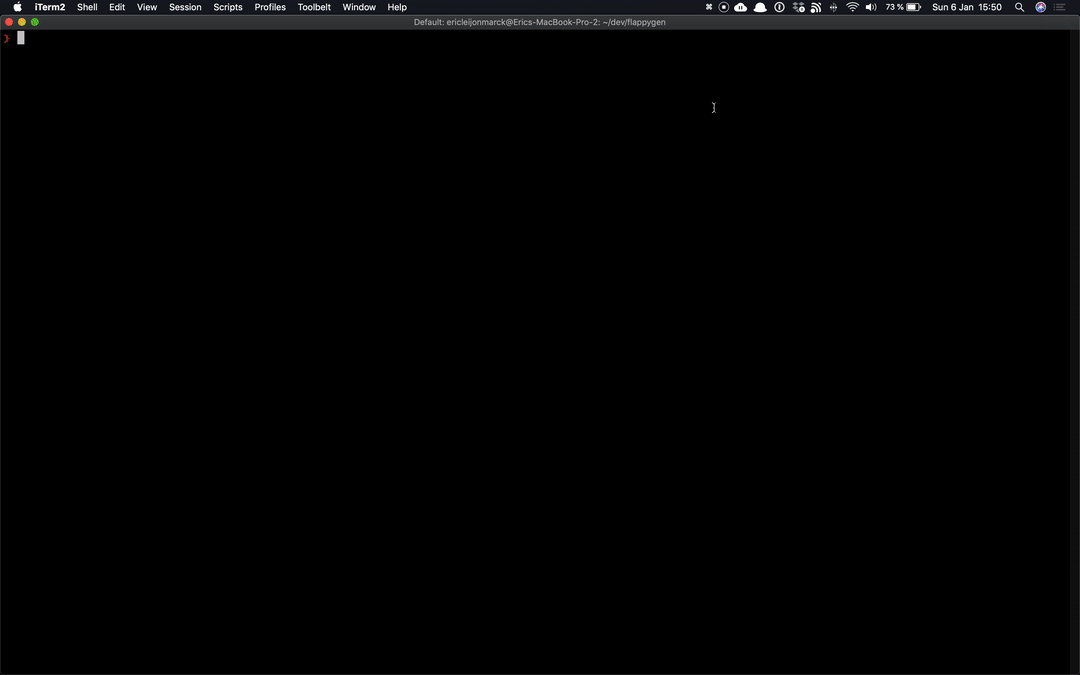 iTerm2 Shell Edit View Session Scripts Profiles Toolbelt Window Help 73 % Sun 6 Jan 15:50
Default: ericleijonmarck@Erics-MacBook-Pro-2: ~/dev/flappygen
❯